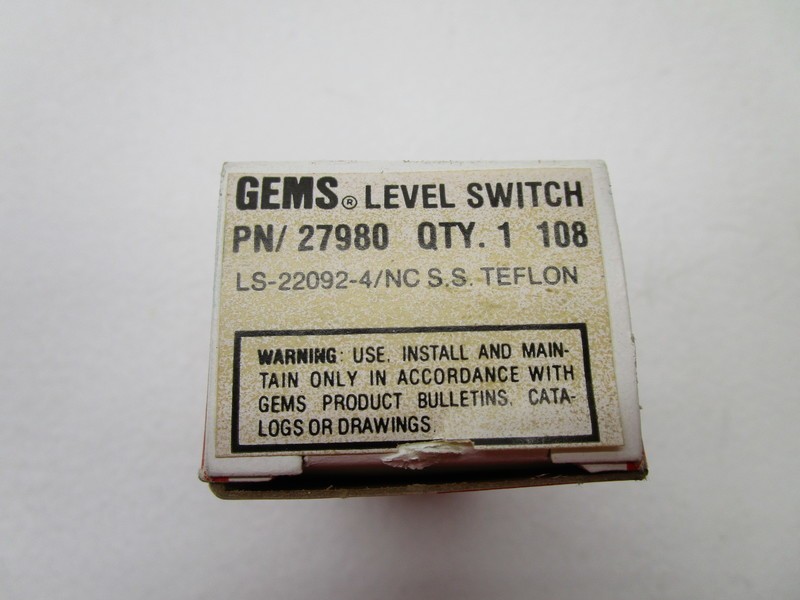 GEMS® LEVEL SWITCH
PN/ 27980 QTY. 1 108
LS-22092-4/NC S.S. TEFLON
WARNING: USE, INSTALL AND MAIN-
TAIN ONLY IN ACCORDANCE WITH
GEMS PRODUCT BULLETINS, CATA-
LOGS OR DRAWINGS.